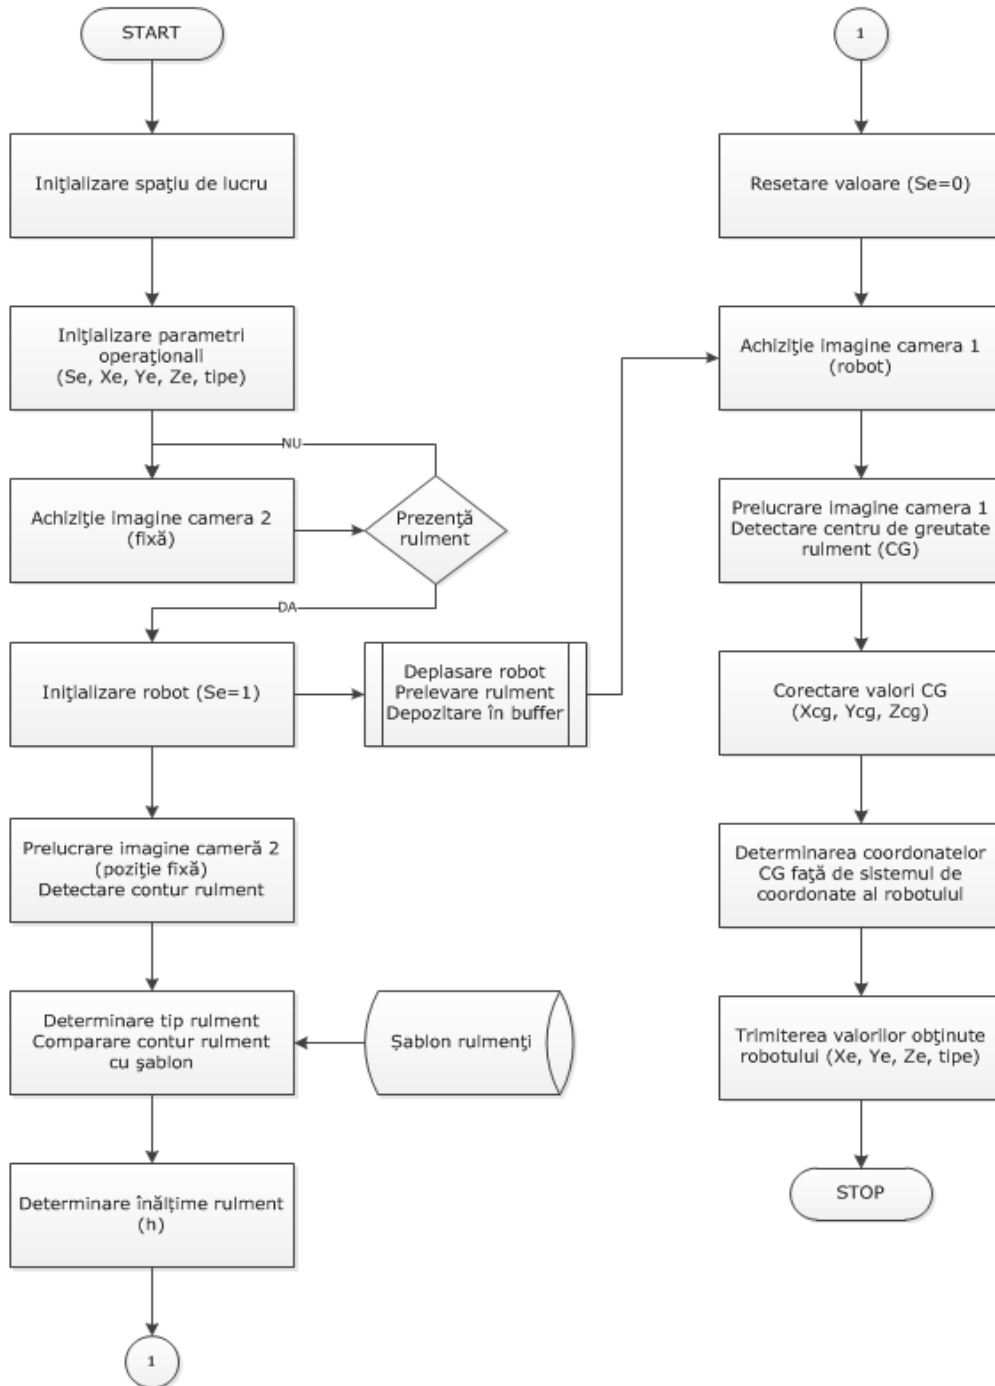 START
Iniţializare spaţiu de lucru
Iniţializare parametri
operaţionali
(Se, Xe, Ye, Ze, tipe)
NU
Achiziţie imagine camera 2
(fixă)
Prezenţă
rulment
DA
Iniţializare robot (Se=1)
Deplasare robot
Prelevare rulment
Depozitare în buffer
Prelucrare imagine cameră 2
(poziţie fixă)
Detectare contur rulment
Determinare tip rulment
Comparare contur rulment
cu şablon
Şablon rulmenţi
Determinare înălţime rulment
(h)
1
1
Resetare valoare (Se=0)
Achiziţie imagine camera 1
(robot)
Prelucrare imagine camera 1
Detectare centru de greutate
rulment (CG)
Corectare valori CG
(Xcg, Ycg, Zcg)
Determinarea coordonatelor
CG faţă de sistemul de
coordonate al robotului
Trimiterea valorilor obţinute
robotului (Xe, Ye, Ze, tipe)
STOP